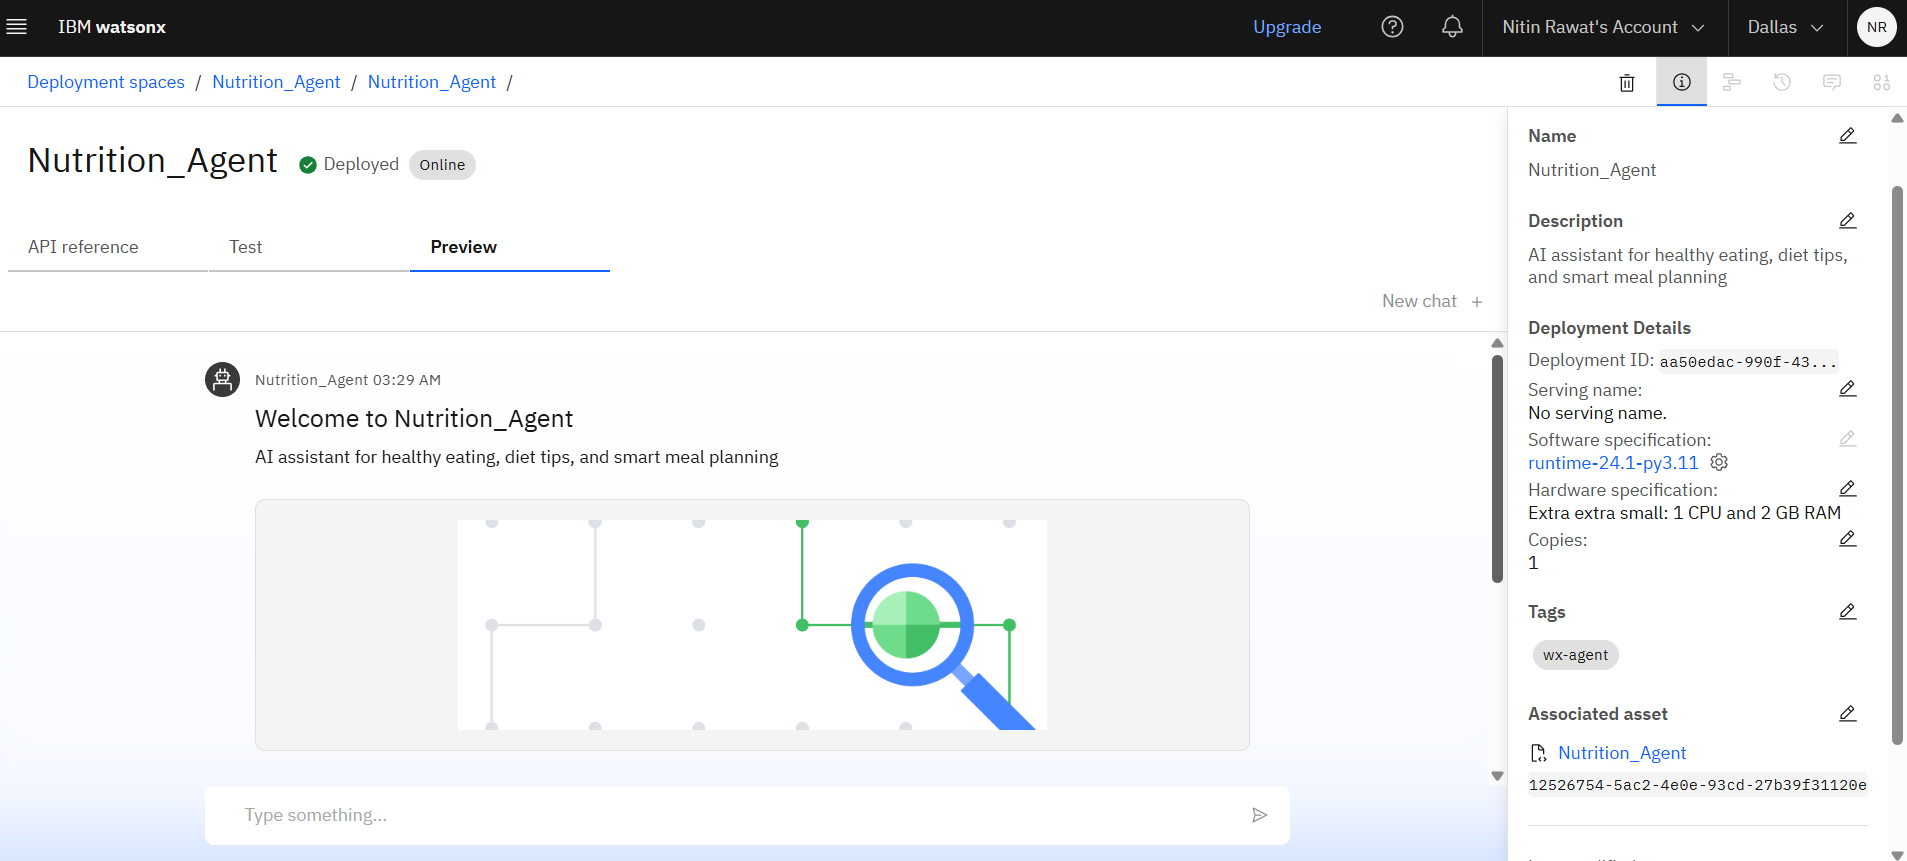 IBM watsonx
Upgrade
Nitin Rawat's Account
Dallas
NR
Deployment spaces / Nutrition_Agent / Nutrition_Agent /
Nutrition_Agent
Deployed
Online
API reference
Test
Preview
New chat +
Nutrition_Agent 03:29 AM
Welcome to Nutrition_Agent
AI assistant for healthy eating, diet tips, and smart meal planning
Type something...
Name
Nutrition_Agent
Description
AI assistant for healthy eating, diet tips,
and smart meal planning
Deployment Details
Deployment ID: aa50edac-990f-43...
Serving name:
No serving name.
Software specification:
runtime-24.1-py3.11
Hardware specification:
Extra extra small: 1 CPU and 2 GB RAM
Copies:
1
Tags
wx-agent
Associated asset
Nutrition_Agent
12526754-5ac2-4e0e-93cd-27b39f31120e